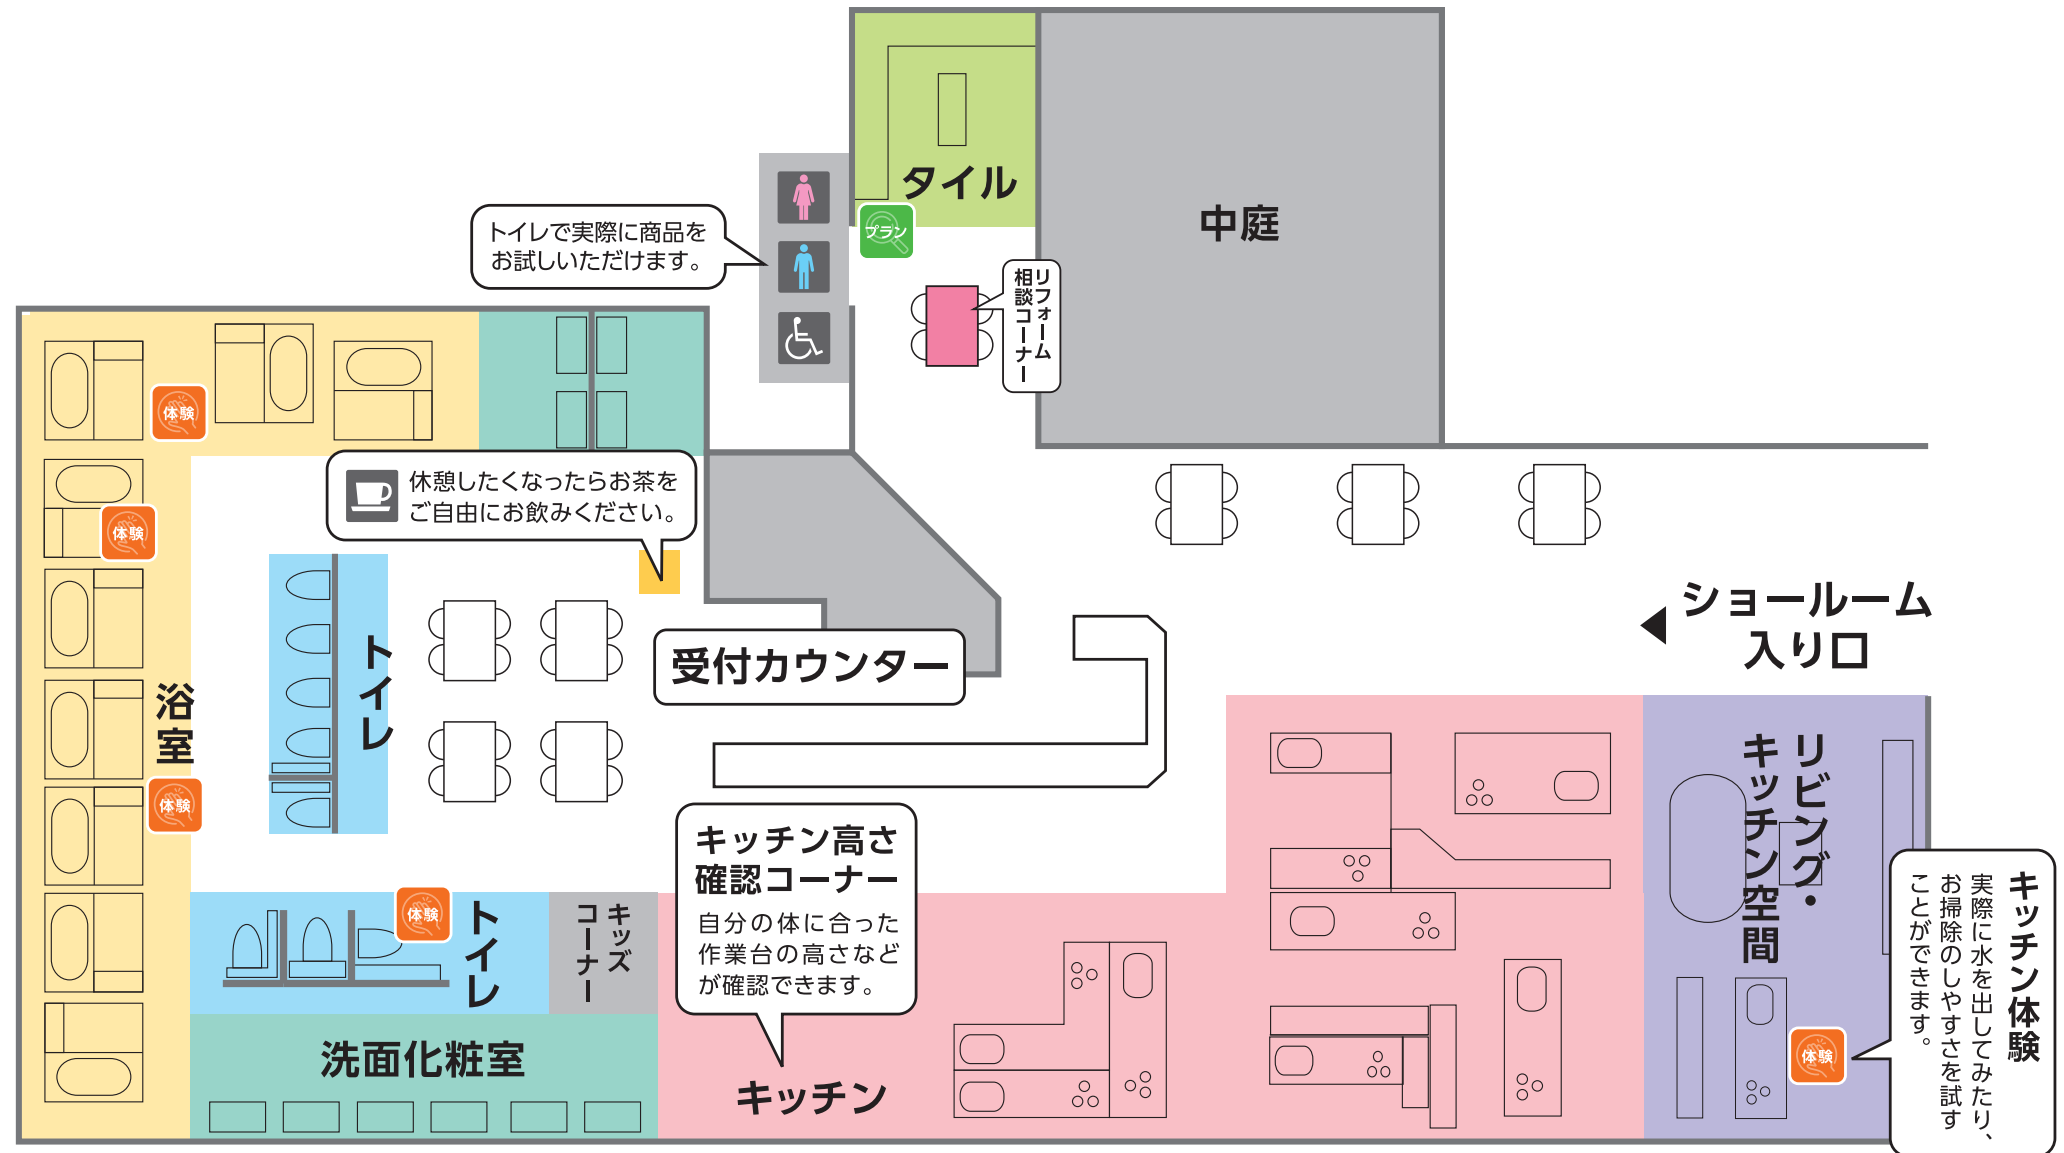 タイル
中庭
プラン
トイレで実際に商品を
お試しいただけます。
リフォーム
相談コーナー
体験
休憩したくなったらお茶を
ご自由にお飲みください。
体験
ショールーム
入り口
トイレ
受付カウンター
浴室
体験
リビング・
キッチン空間
キッチン高さ
確認コーナー
自分の体に合った
作業台の高さなど
が確認できます。
体験
トイレ
キッズ
コーナー
キッチン体験
実際に水を出してみたり、
お掃除のしやすさを試す
ことができます。
体験
洗面化粧室
キッチン